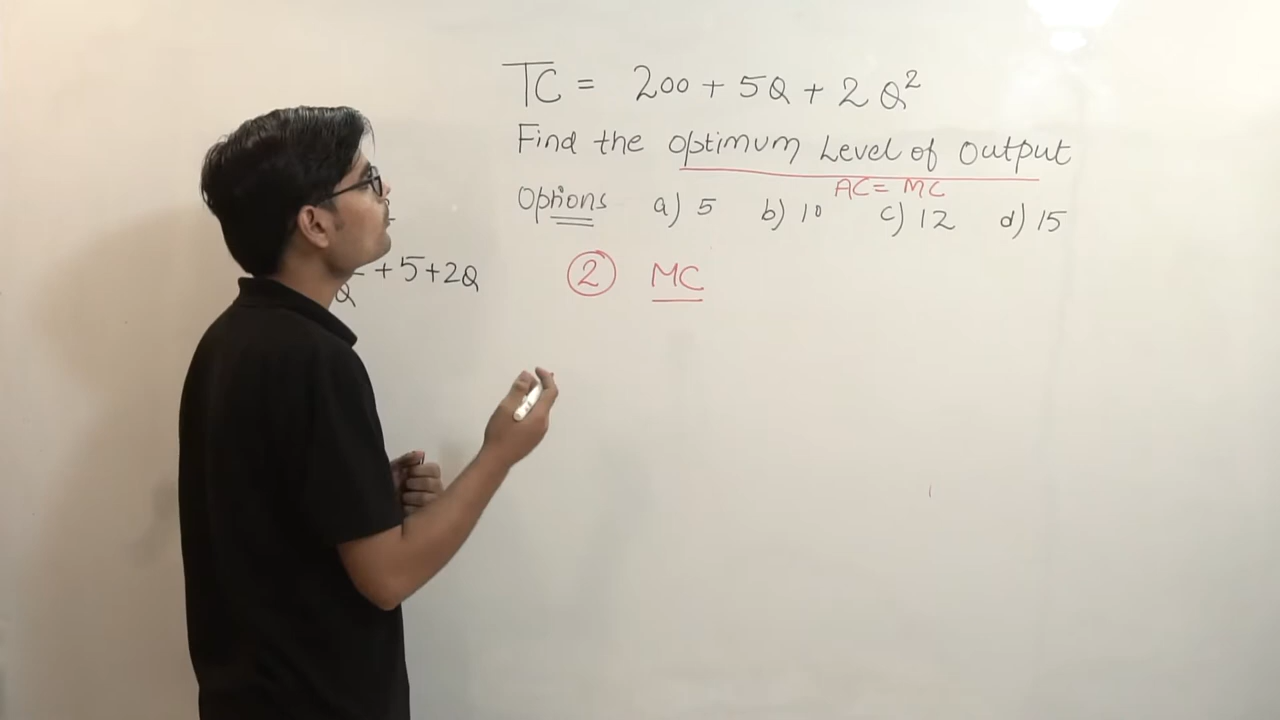 TC = 200 + 5Q + 2Q²
Find the optimum Level of output
AC = MC
Options a) 5 b) 10 c) 12 d) 15
Q + 5 + 2Q
② MC